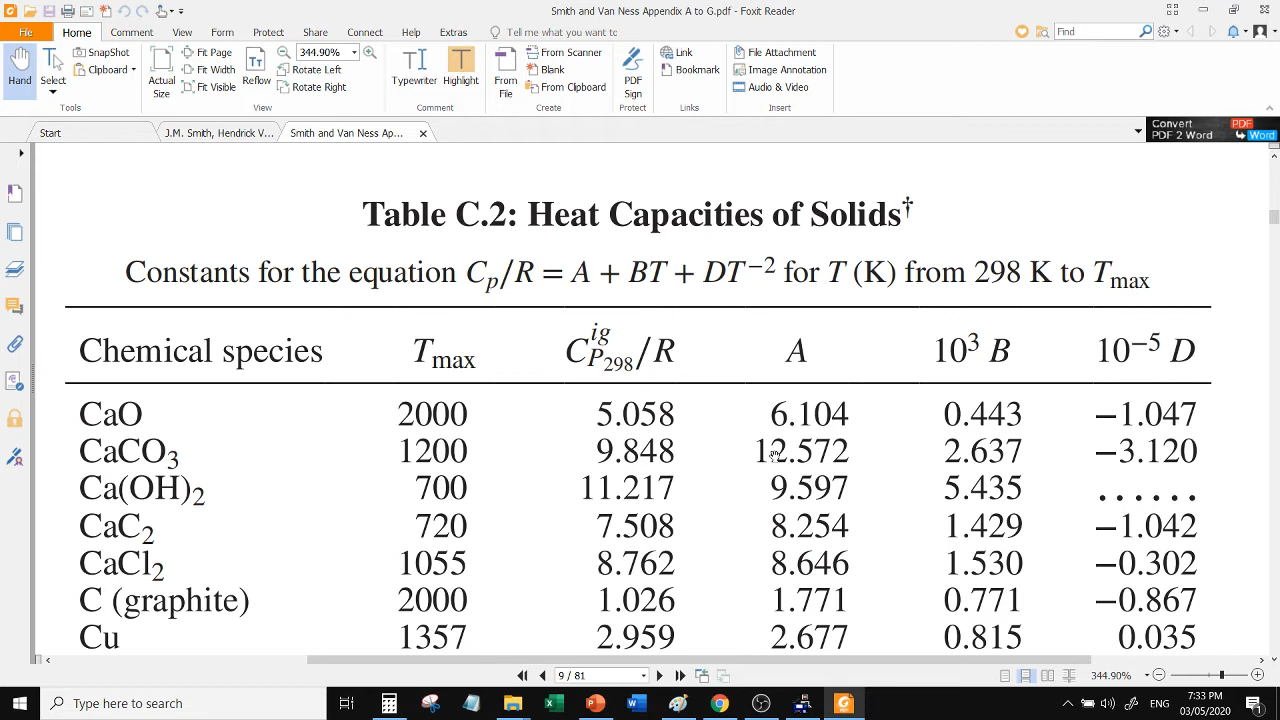 Smith and Van Ness Appendix A to G.pdf - Foxit Reader
File Home Comment View Form Protect Share Connect Help Extras Tell me what you want to Find
Hand
Select
SnapShot
Clipboard
Tools
Actual Size
Fit Page
Fit Width
Fit Visible
Reflow
344.90%
Rotate Left
Rotate Right
View
Typewriter
Highlight
Comment
From File
From Scanner
Blank
From Clipboard
Create
PDF Sign
Protect
Link
Bookmark
Links
File Attachment
Image Annotation
Audio & Video
Insert
Start J.M. Smith, Hendrick V... Smith and Van Ness Ap...
Convert PDF
PDF 2 Word Word
Table C.2: Heat Capacities of Solids†
Constants for the equation C_p/R = A + BT + DT⁻² for T (K) from 298 K to T_max
Chemical species T_max C^ig_P298/R A 10³ B 10⁻⁵ D
CaO 2000 5.058 6.104 0.443 −1.047
CaCO₃ 1200 9.848 12.572 2.637 −3.120
Ca(OH)₂ 700 11.217 9.597 5.435 ......
CaC₂ 720 7.508 8.254 1.429 −1.042
CaCl₂ 1055 8.762 8.646 1.530 −0.302
C (graphite) 2000 1.026 1.771 0.771 −0.867
Cu 1357 2.959 2.677 0.815 0.035
9 / 81 344.90%
Type here to search
ENG
7:33 PM
03/05/2020